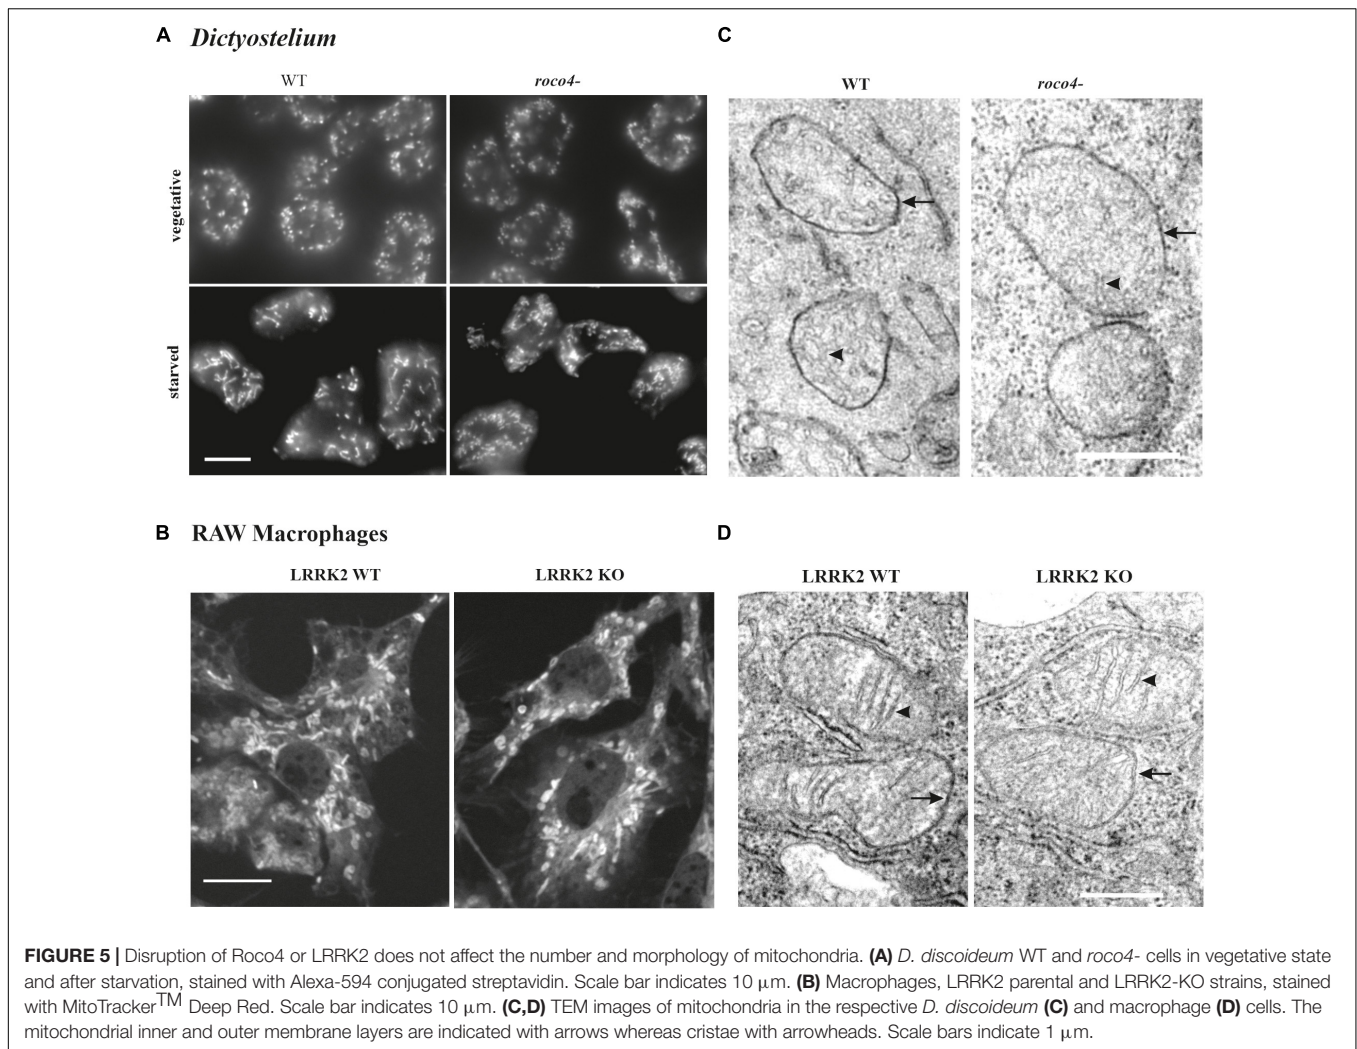 A Dictyostelium
C
WT roco4-
WT roco4-
vegetative
starved
B RAW Macrophages
D
LRRK2 WT LRRK2 KO
LRRK2 WT LRRK2 KO
FIGURE 5 | Disruption of Roco4 or LRRK2 does not affect the number and morphology of mitochondria. (A) D. discoideum WT and roco4- cells in vegetative state
and after starvation, stained with Alexa-594 conjugated streptavidin. Scale bar indicates 10 μm. (B) Macrophages, LRRK2 parental and LRRK2-KO strains, stained
with MitoTracker™ Deep Red. Scale bar indicates 10 μm. (C,D) TEM images of mitochondria in the respective D. discoideum (C) and macrophage (D) cells. The
mitochondrial inner and outer membrane layers are indicated with arrows whereas cristae with arrowheads. Scale bars indicate 1 μm.